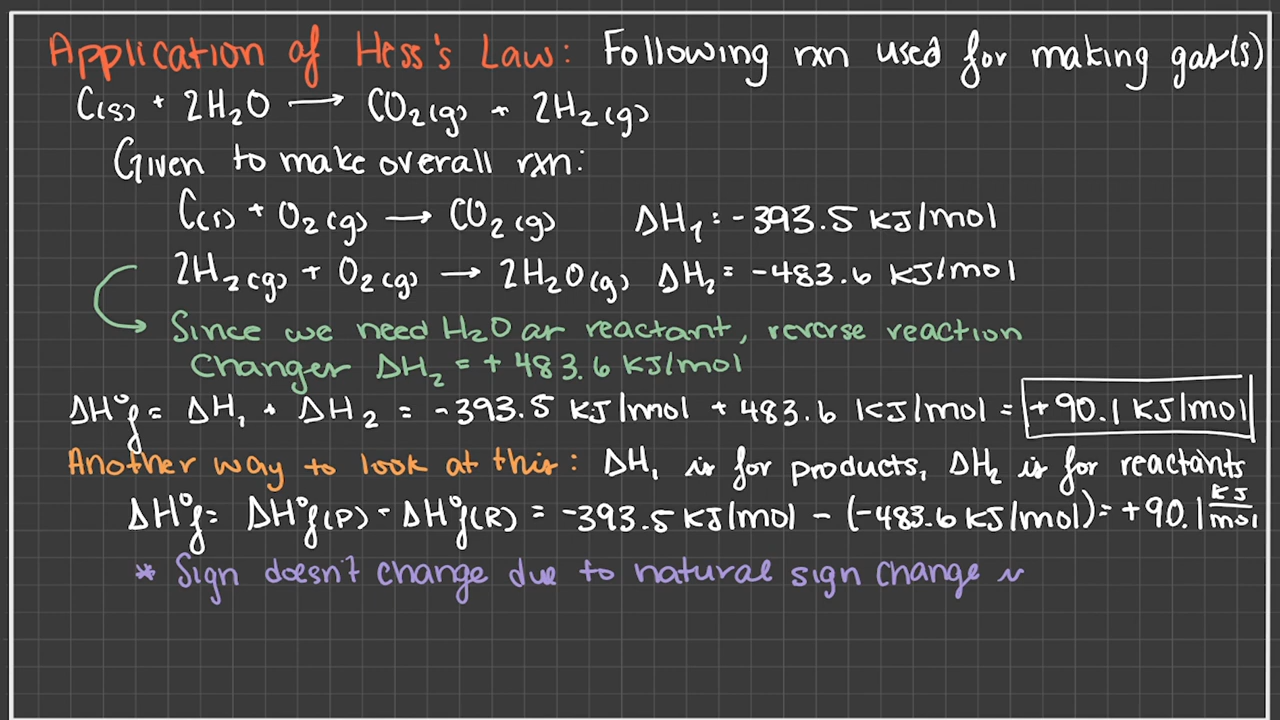 Application of Hess's Law: Following rxn used for making gas(s)
C(s) + 2H₂O → CO₂(g) + 2H₂(g)
Given to make overall rxn:
C(s) + O₂(g) → CO₂(g) ΔH₁ = -393.5 KJ/mol
2H₂(g) + O₂(g) → 2H₂O(g) ΔH₂ = -483.6 KJ/mol
Since we need H₂O as reactant, reverse reaction
changes ΔH₂ = + 483.6 KJ/mol
ΔH°f = ΔH₁ + ΔH₂ = -393.5 KJ/mol + 483.6 KJ/mol = +90.1 KJ/mol
Another way to look at this: ΔH₁ is for products, ΔH₂ is for reactants
ΔH°f = ΔH°f(P) - ΔH°f(R) = -393.5 KJ/mol - (-483.6 KJ/mol) = +90.1 KJ/mol
* Sign doesn't change due to natural sign change